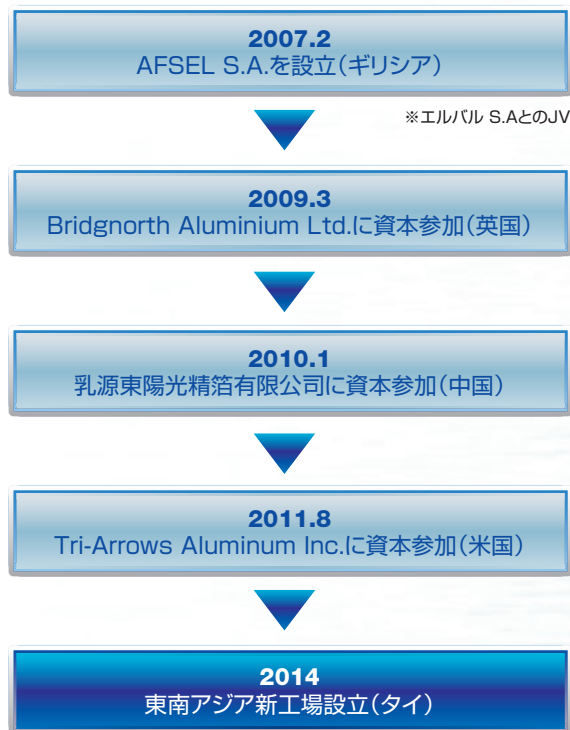 2007.2
AFSEL S.A.を設立（ギリシア）
※エルバル S.AとのJV
2009.3
Bridgnorth Aluminium Ltd.に資本参加（英国）
2010.1
乳源東陽光精箔有限公司に資本参加（中国）
2011.8
Tri-Arrows Aluminum Inc.に資本参加（米国）
2014
東南アジア新工場設立（タイ）